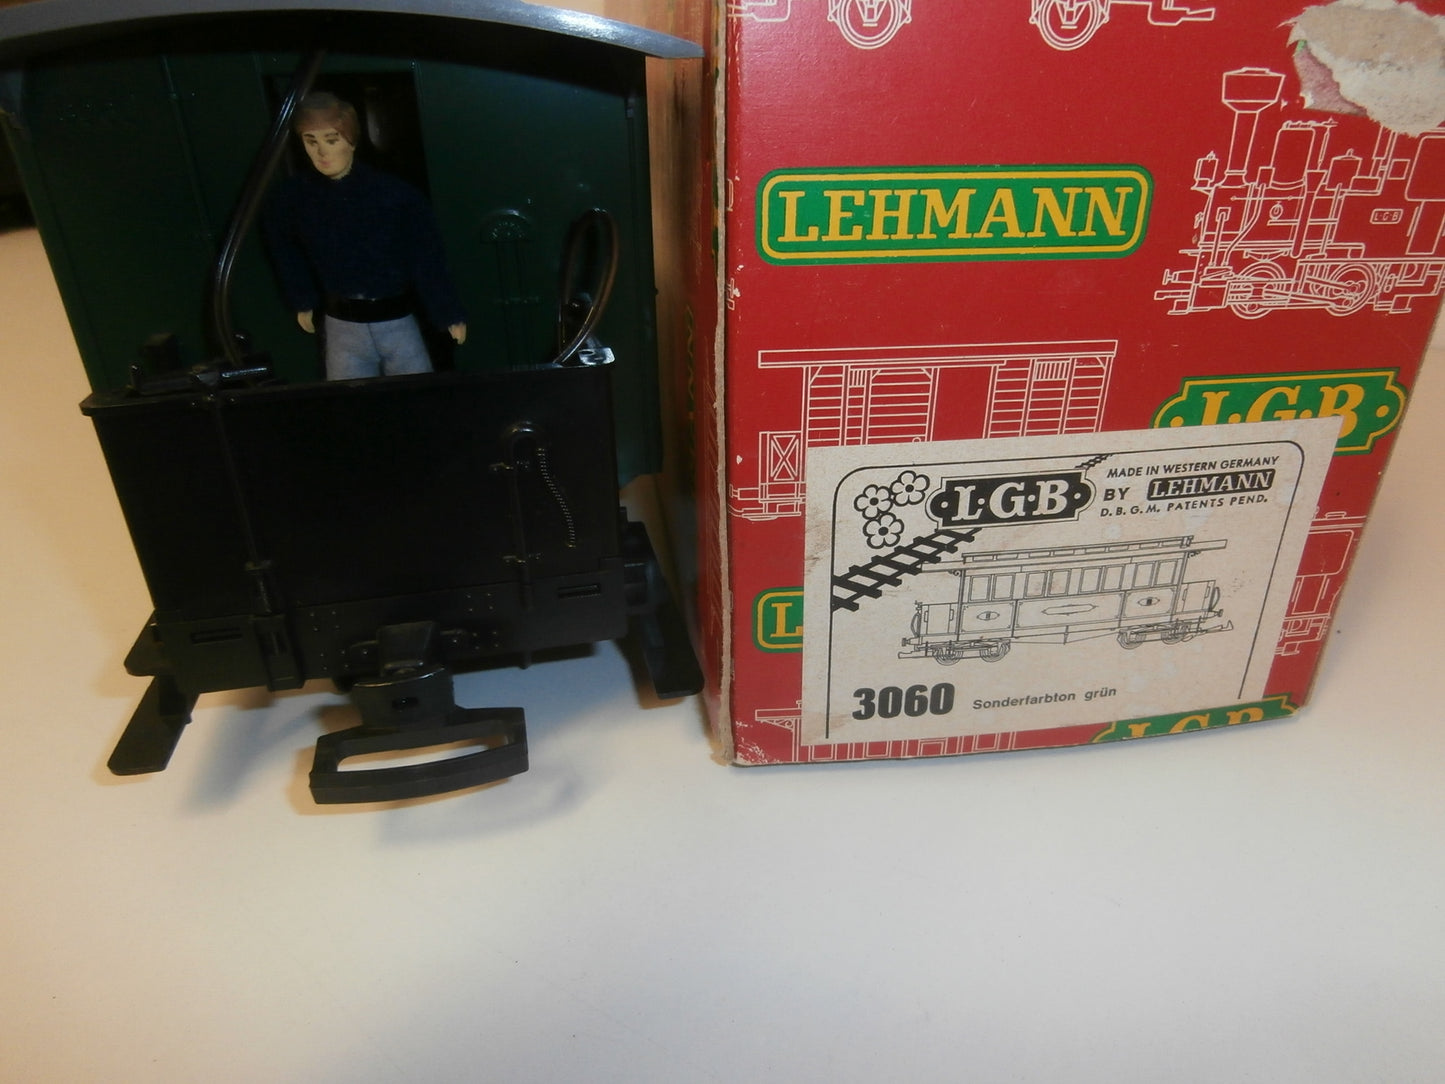 LEHMANN
L·G·B
·L·G·B·
·L·G·B·
MADE IN WESTERN GERMANY
BY LEHMANN
D.B.G.M. PATENTS PEND.
3060 Sonderfarbton grün
L
L·G·B